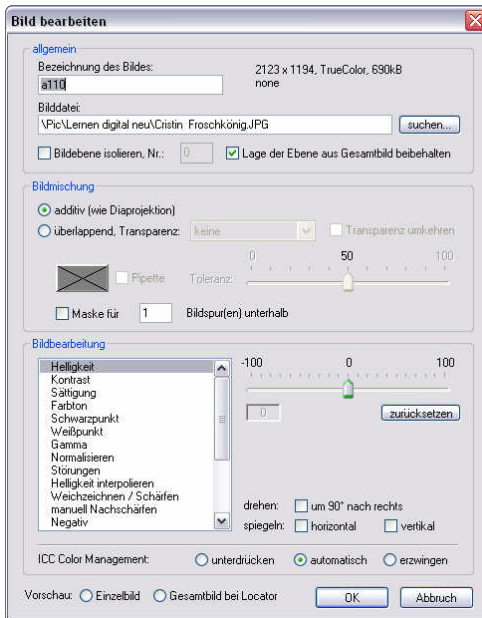 Bild bearbeiten
allgemein
Bezeichnung des Bildes:
2123 x 1194, TrueColor, 690kB
a110
none
Bilddatei:
\Pic\Lernen digital neu\Cristin Froschkönig.JPG
suchen...
Bildebene isolieren, Nr.: 0
Lage der Ebene aus Gesamtbild beibehalten
Bildmischung
additiv (wie Diaprojektion)
überlappend, Transparenz: keine
Transparenz umkehren
0 50 100
Pipette
Toleranz:
Maske für 1 Bildspur(en) unterhalb
Bildbearbeitung
Helligkeit
Kontrast
Sättigung
Farbton
Schwarzpunkt
Weißpunkt
Gamma
Normalisieren
Störungen
Helligkeit interpolieren
Weichzeichnen / Schärfen
manuell Nachschärfen
Negativ
-100 0 100
0
zurücksetzen
drehen: um 90° nach rechts
spiegeln: horizontal vertikal
ICC Color Management: unterdrücken automatisch erzwingen
Vorschau: Einzelbild Gesamtbild bei Locator
OK
Abbruch